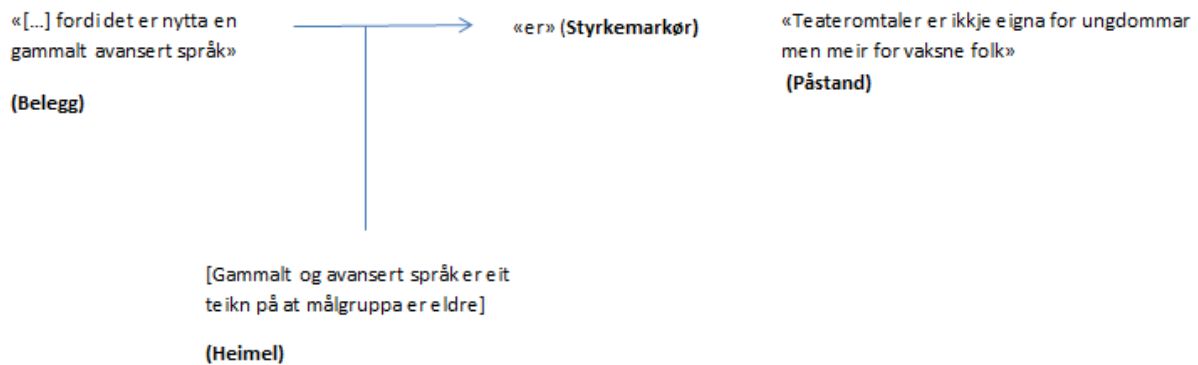 «[...] fordi det er nytta en
gammalt avansert språk»
(Belegg)
«er» (Styrkemarkør)
«Teateromtaler er ikkje eigna for ungdommar
men meir for vaksne folk»
(Påstand)
[Gammalt og avansert språk er eit
teikn på at målgruppa er eldre]
(Heimel)